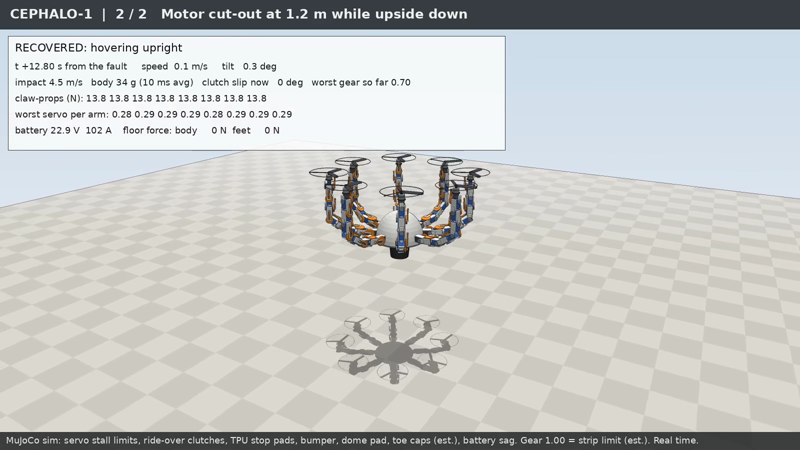 CEPHALO-1 | 2 / 2 Motor cut-out at 1.2 m while upside down
RECOVERED: hovering upright
t +12.80 s from the fault speed 0.1 m/s tilt 0.3 deg
impact 4.5 m/s body 34 g (10 ms avg) clutch slip now 0 deg worst gear so far 0.70
claw-props (N): 13.8 13.8 13.8 13.8 13.8 13.8 13.8 13.8
worst servo per arm: 0.28 0.29 0.29 0.29 0.28 0.29 0.29 0.29
battery 22.9 V 102 A floor force: body 0 N feet 0 N
MuJoCo sim: servo stall limits, ride-over clutches, TPU stop pads, bumper, dome pad, toe caps (est.), battery sag. Gear 1.00 = strip limit (est.). Real time.